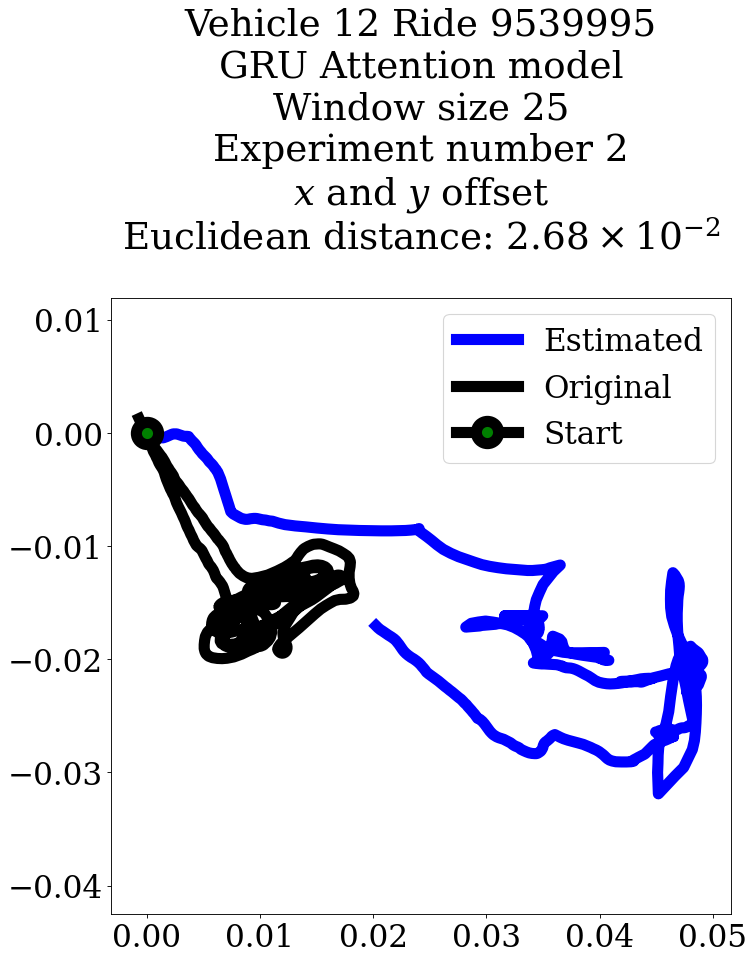 Vehicle 12 Ride 9539995
GRU Attention model
Window size 25
Experiment number 2
x and y offset
Euclidean distance: 2.68 × 10⁻²
Estimated
Original
Start
0.01
0.00
−0.01
−0.02
−0.03
−0.04
0.00 0.01 0.02 0.03 0.04 0.05